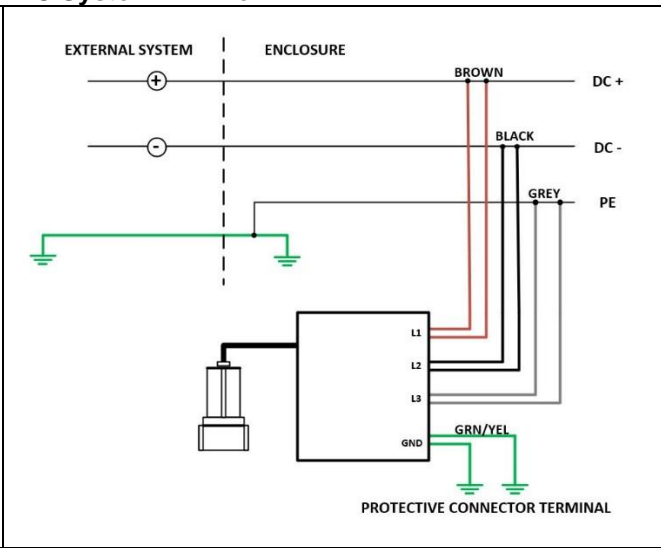 EXTERNAL SYSTEM
ENCLOSURE
BROWN
DC +
BLACK
DC -
GREY
PE
L1
L2
L3
GRN/YEL
GND
PROTECTIVE CONNECTOR TERMINAL